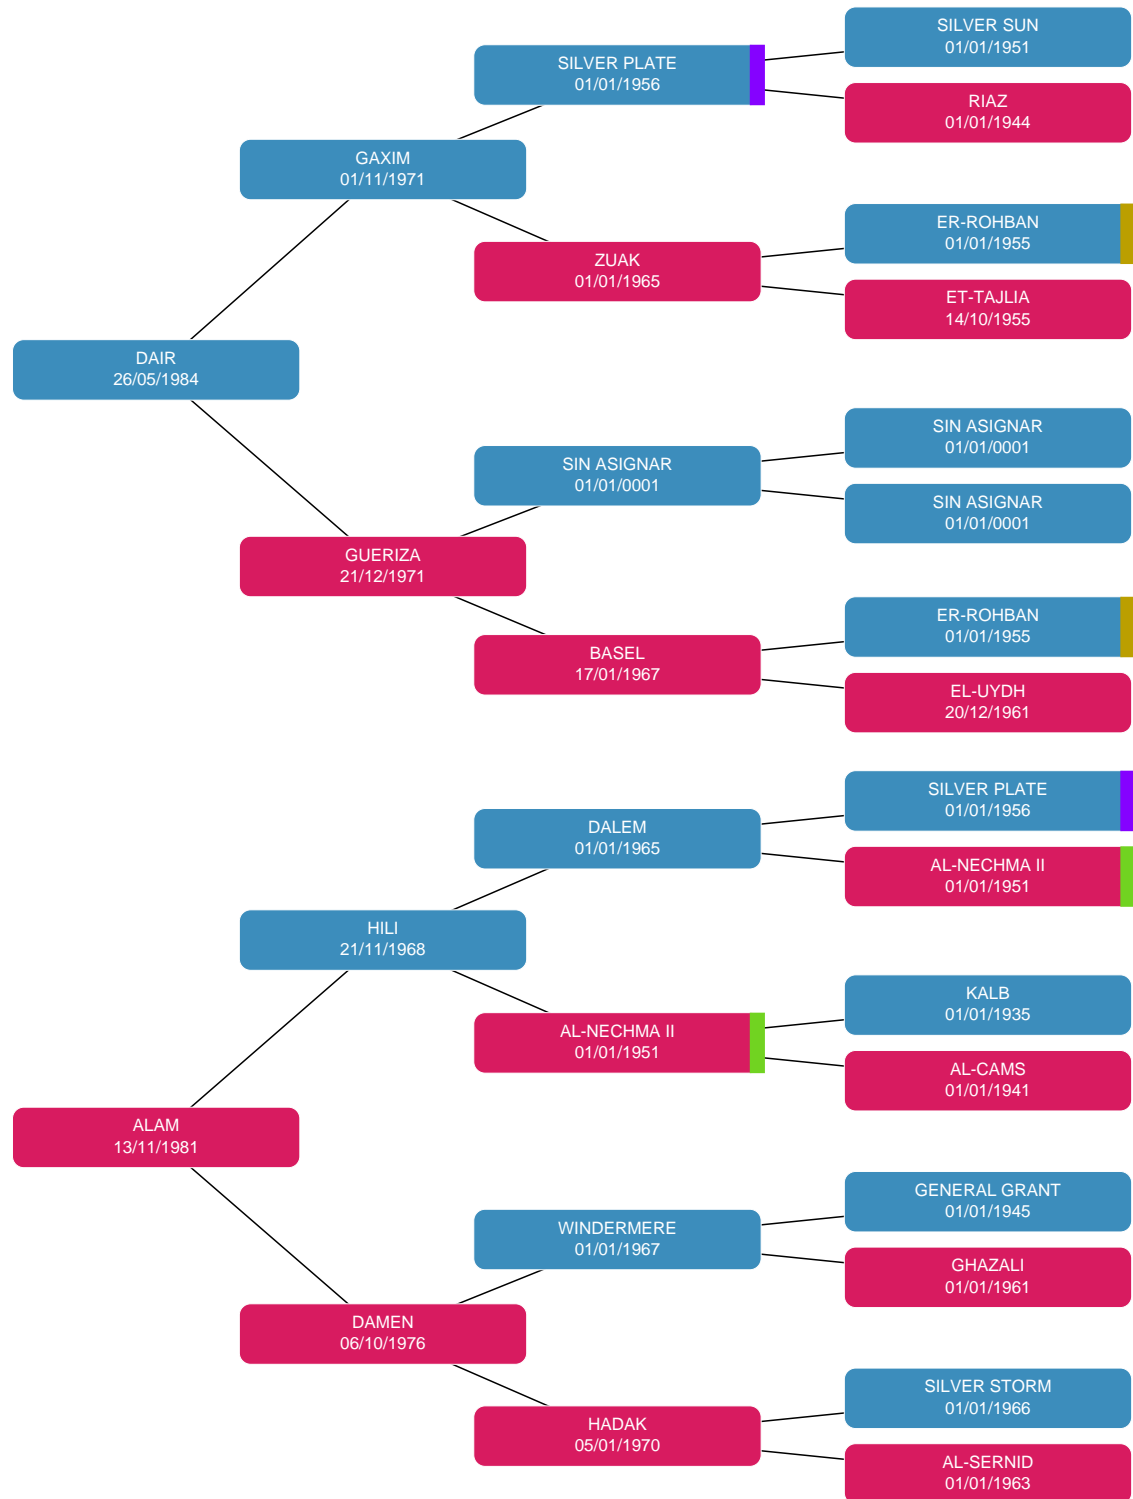 SILVER SUN
01/01/1951
SILVER PLATE
01/01/1956
RIAZ
01/01/1944
GAXIM
01/11/1971
ER-ROHBAN
01/01/1955
ZUAK
01/01/1965
ET-TAJLIA
14/10/1955
DAIR
26/05/1984
SIN ASIGNAR
01/01/0001
SIN ASIGNAR
01/01/0001
SIN ASIGNAR
01/01/0001
GUERIZA
21/12/1971
ER-ROHBAN
01/01/1955
BASEL
17/01/1967
EL-UYDH
20/12/1961
SILVER PLATE
01/01/1956
DALEM
01/01/1965
AL-NECHMA II
01/01/1951
HILI
21/11/1968
KALB
01/01/1935
AL-NECHMA II
01/01/1951
AL-CAMS
01/01/1941
ALAM
13/11/1981
GENERAL GRANT
01/01/1945
WINDERMERE
01/01/1967
GHAZALI
01/01/1961
DAMEN
06/10/1976
SILVER STORM
01/01/1966
HADAK
05/01/1970
AL-SERNID
01/01/1963